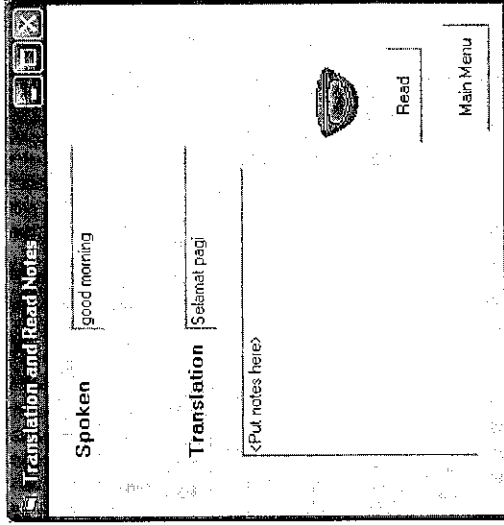 Translation and Read Notes
Spoken
good morning
Translation
Selamat pagi
<Put notes here>
Read
Main Menu